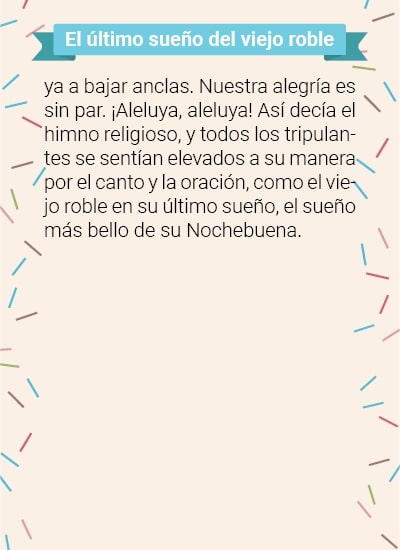 El último sueño del viejo roble
ya a bajar anclas. Nuestra alegría es
sin par. ¡Aleluya, aleluya! Así decía el
himno religioso, y todos los tripulan-
tes se sentían elevados a su manera
por el canto y la oración, como el vie-
jo roble en su último sueño, el sueño
más bello de su Nochebuena.